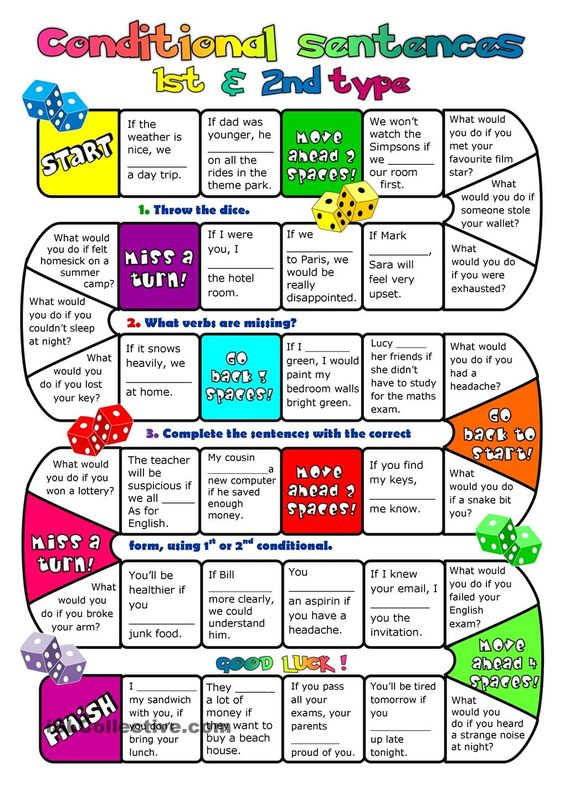 Conditional sentences
1st & 2nd type
START
If the
weather is
nice, we
________
a day trip.
If dad was
younger, he
________
on all the
rides in the
theme park.
Move
ahead 2
spaces!
We won't
watch the
Simpsons if
we ______
our room
first.
What would
you do if you
met your
favourite film
star?
What would
you do if
someone stole
your wallet?
1. Throw the dice.
What would
you do if felt
homesick on a
summer
camp?
MISS a
turn!
If I were
you, I
________
the hotel
room.
If we
________
to Paris, we
would be
really
disappointed.
If Mark
________,
Sara will
feel very
upset.
What would
you do if
you were
exhausted?
What would
you do if you
couldn't sleep
at night?
2. What verbs are missing?
What would
you do if you
lost your
key?
If it snows
heavily, we
________
at home.
Go
back 3
spaces!
If I ______
green, I would
paint my
bedroom walls
bright green.
Lucy ____
her friends if
she didn't
have to study
for the maths
exam.
What would
you do if you
had a
headache?
Go
back to
start!
3. Complete the sentences with the correct
What would
you do if you
won a lottery?
The teacher
will be
suspicious if
we all ____
As for
English.
My cousin
________a
new computer
if he saved
enough
money.
Move
ahead 2
spaces!
If you find
my keys,
________
me know.
What
would you do
if a snake bit
you?
MISS a
turn!
form, using 1st or 2nd conditional.
What
would you
do if you broke
your arm?
You'll be
healthier if
you
________
junk food.
If Bill
________
more clearly,
we could
understand
him.
You
________
an aspirin if
you have a
headache.
If I knew
your email, I
________
you the
invitation.
What would
you do if you
failed your
English
exam?
Move
ahead 4
spaces!
GOOD LUCK !
FINISH
I ________
my sandwich
with you, if
you don't
bring your
lunch.
They _____
a lot of
money if
they want to
buy a beach
house.
If you pass
all your
exams, your
parents
________
proud of you.
You'll be tired
tomorrow if
you
________
up late
tonight.
What would
you do if you
heard a
strange noise
at night?
iSLCollective.com